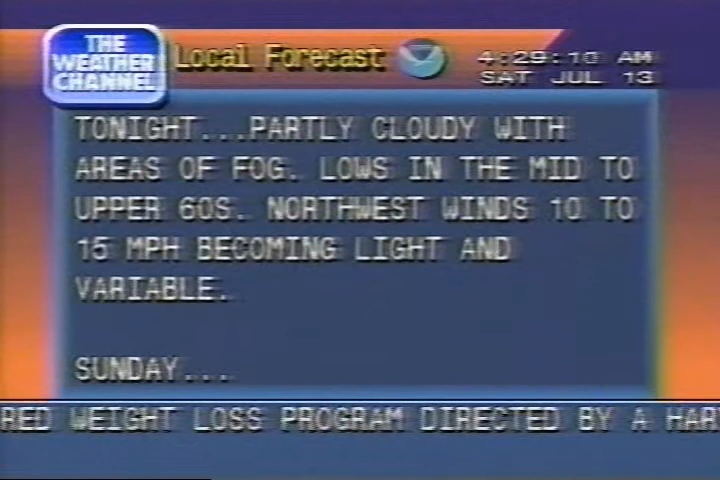 THE
WEATHER
CHANNEL
Local Forecast
4:29:10 AM
SAT JUL 13
TONIGHT...PARTLY CLOUDY WITH
AREAS OF FOG. LOWS IN THE MID TO
UPPER 60S. NORTHWEST WINDS 10 TO
15 MPH BECOMING LIGHT AND
VARIABLE.
SUNDAY...
RED WEIGHT LOSS PROGRAM DIRECTED BY A HAR